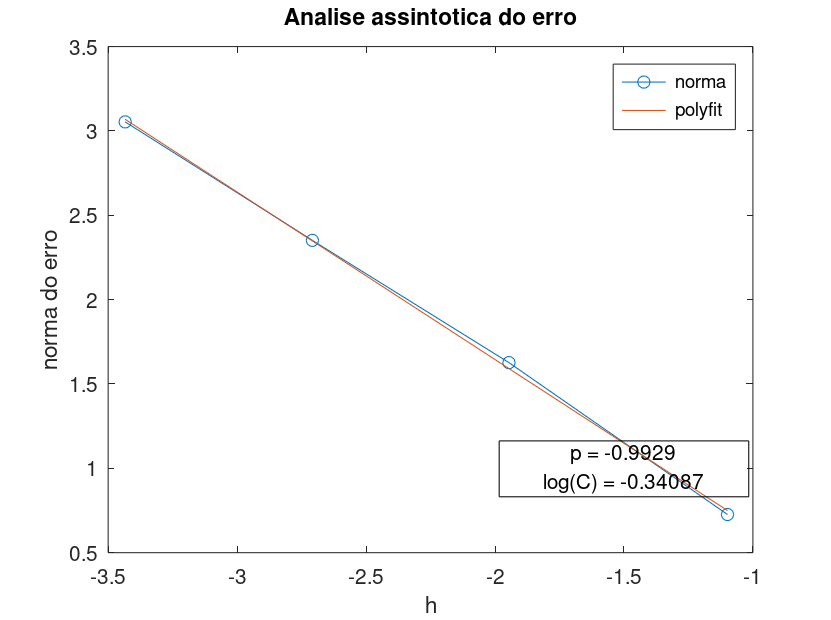 Analise assintotica do erro
norma
polyfit
norma do erro
3.5
3
2.5
2
1.5
1
0.5
p = -0.9929
log(C) = -0.34087
-3.5 -3 -2.5 -2 -1.5 -1
h